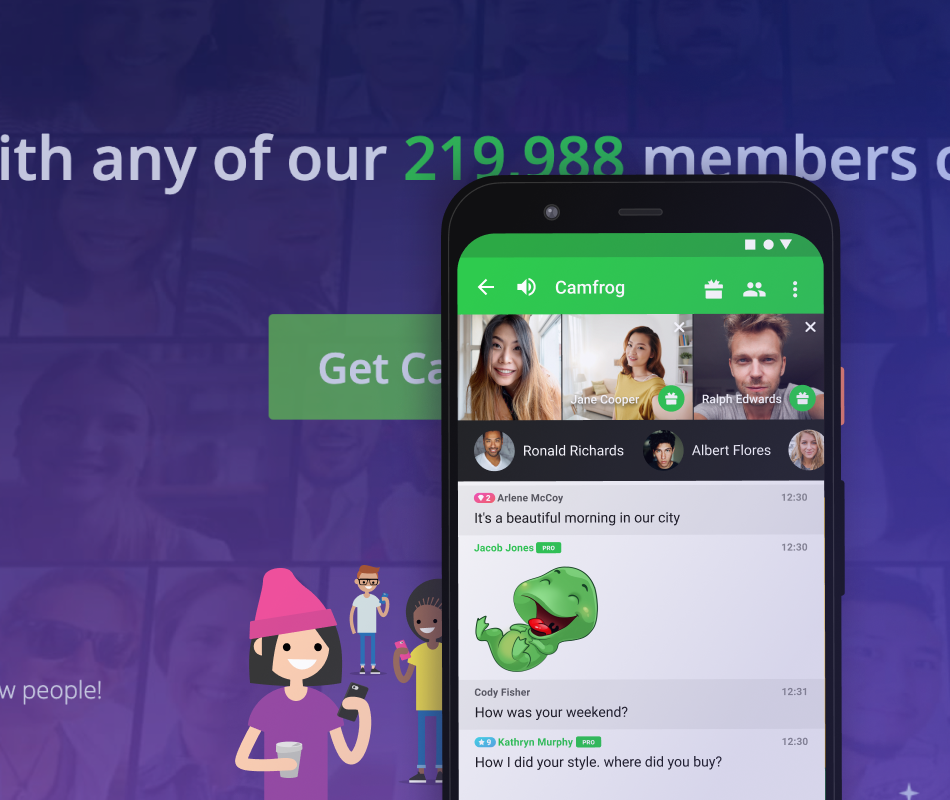 ith any of our 219,988 members o
Get Ca
Camfrog
Jane Cooper
Ralph Edwards
Ronald Richards
Albert Flores
2 Arlene McCoy 12:30
It's a beautiful morning in our city
Jacob Jones PRO 12:30
w people!
Cody Fisher 12:31
How was your weekend?
9 Kathryn Murphy PRO 12:30
How I did your style. where did you buy?